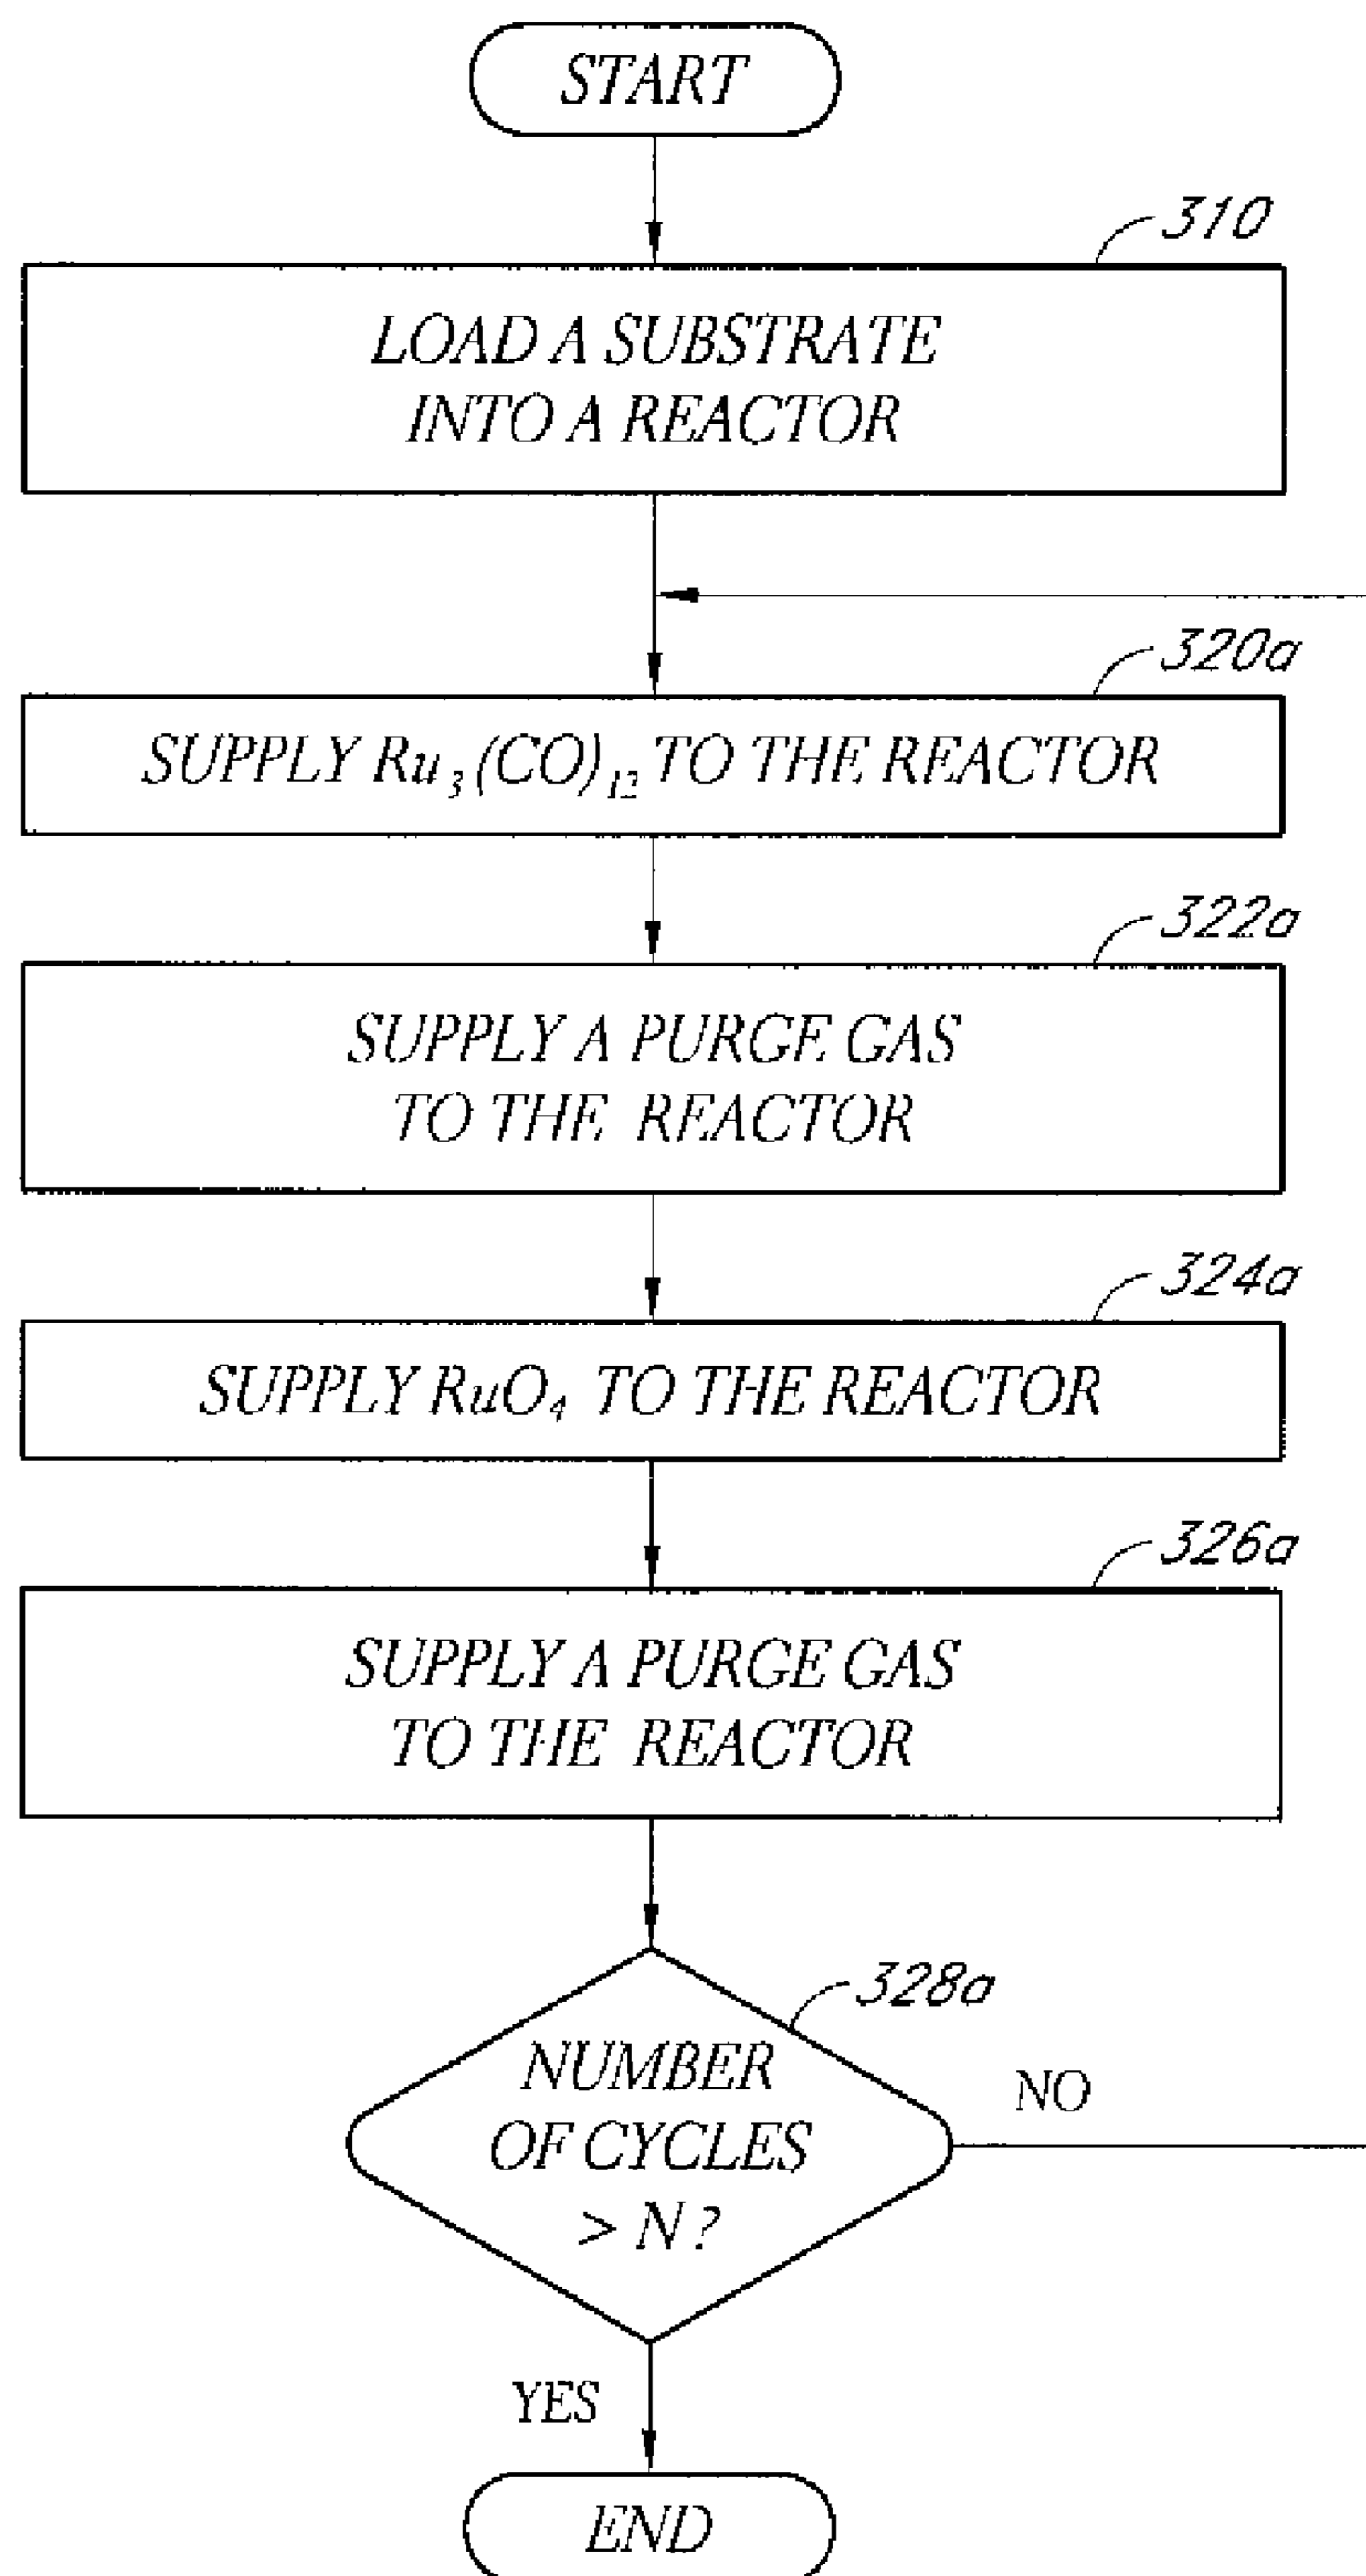 START
310
LOAD A SUBSTRATE
INTO A REACTOR
320a
SUPPLY Ru₃(CO)₁₂ TO THE REACTOR
322a
SUPPLY A PURGE GAS
TO THE REACTOR
324a
SUPPLY RuO₄ TO THE REACTOR
326a
SUPPLY A PURGE GAS
TO THE REACTOR
328a
NUMBER
OF CYCLES
> N?
NO
YES
END